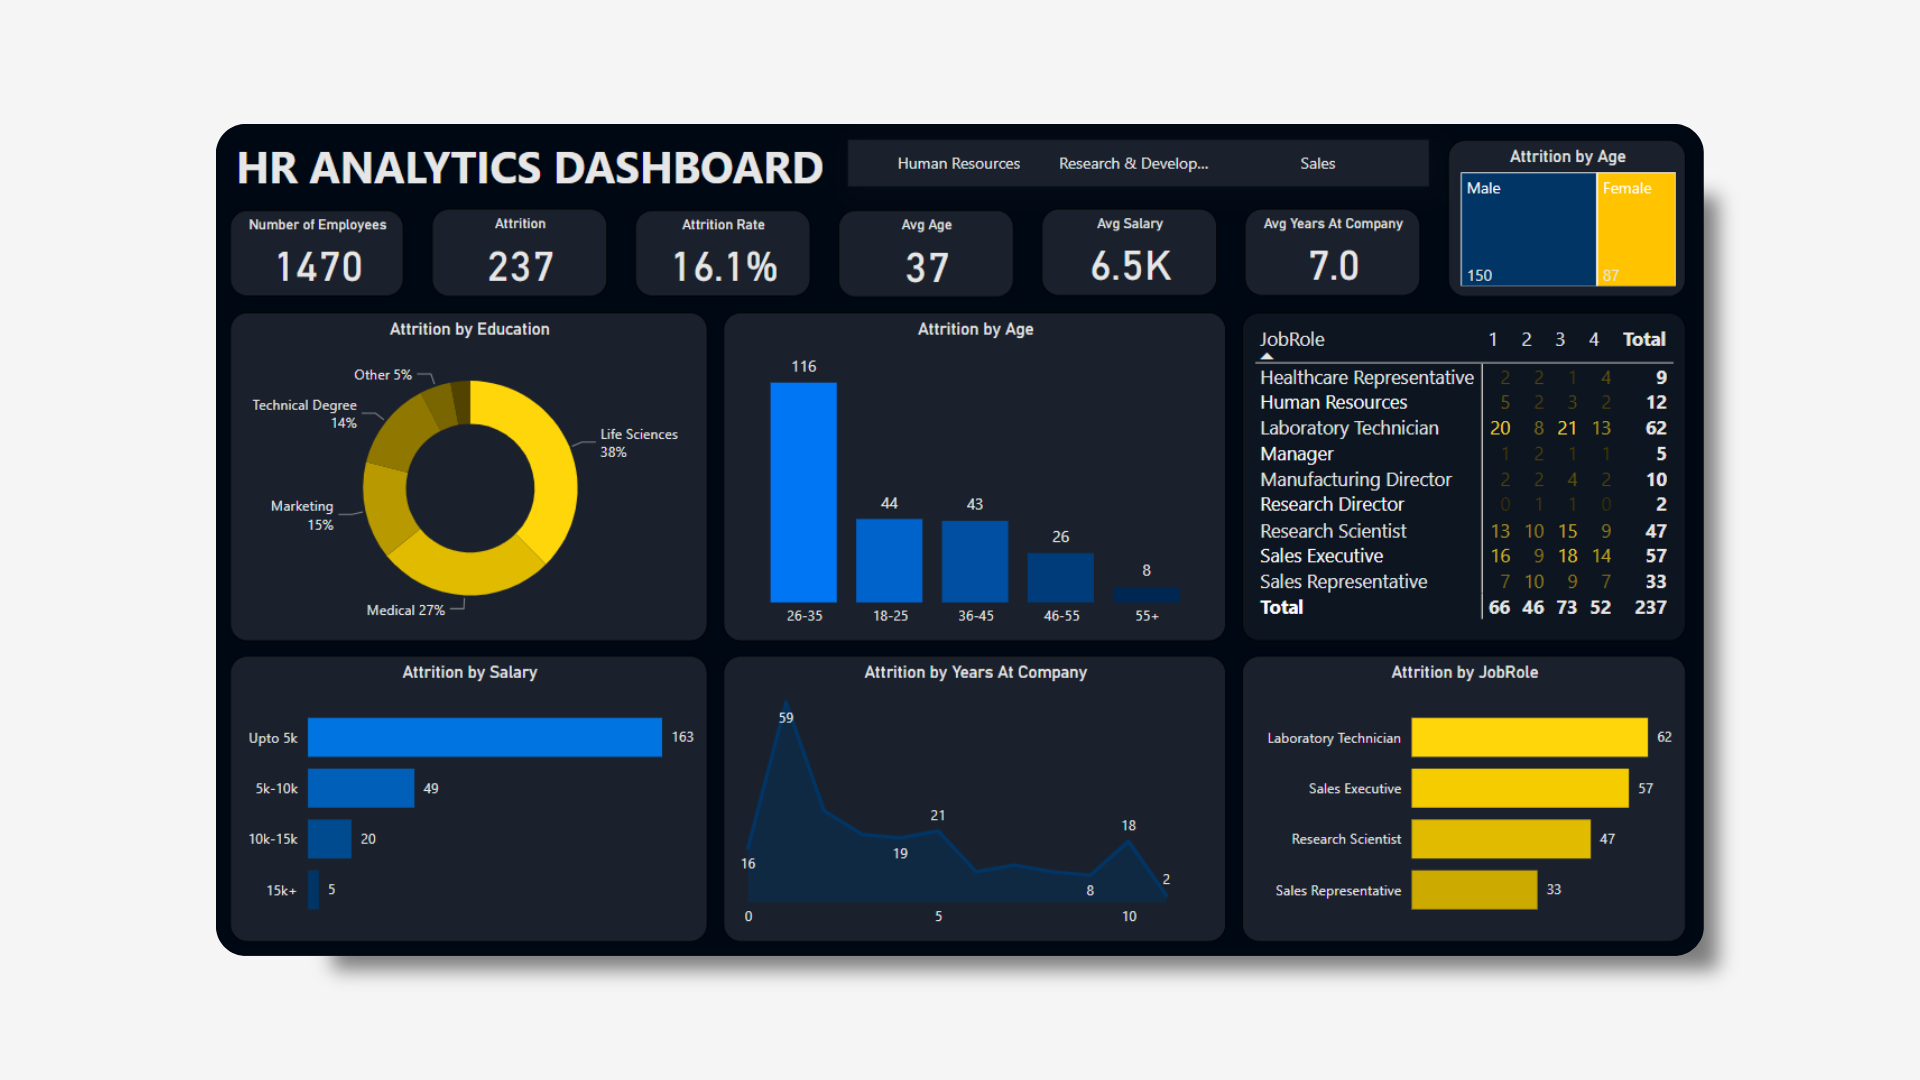 HR ANALYTICS DASHBOARD
Human Resources
Research & Develop...
Sales
Number of Employees
1470
Attrition
237
Attrition Rate
16.1%
Avg Age
37
Avg Salary
6.5K
Avg Years At Company
7.0
Attrition by Age
Male
150
Female
87
Attrition by Education
Other 5%
Technical Degree
14%
Life Sciences
38%
Marketing
15%
Medical 27%
Attrition by Age
116
44
43
26
8
26-35
18-25
36-45
46-55
55+
JobRole 1 2 3 4 Total
Healthcare Representative 2 2 1 4 9
Human Resources 5 2 3 2 12
Laboratory Technician 20 8 21 13 62
Manager 1 2 1 1 5
Manufacturing Director 2 2 4 2 10
Research Director 0 1 1 0 2
Research Scientist 13 10 15 9 47
Sales Executive 16 9 18 14 57
Sales Representative 7 10 9 7 33
Total 66 46 73 52 237
Attrition by Salary
Upto 5k 163
5k-10k 49
10k-15k 20
15k+ 5
Attrition by Years At Company
59
21
18
19
16
2
8
0
5
10
Attrition by JobRole
Laboratory Technician 62
Sales Executive 57
Research Scientist 47
Sales Representative 33